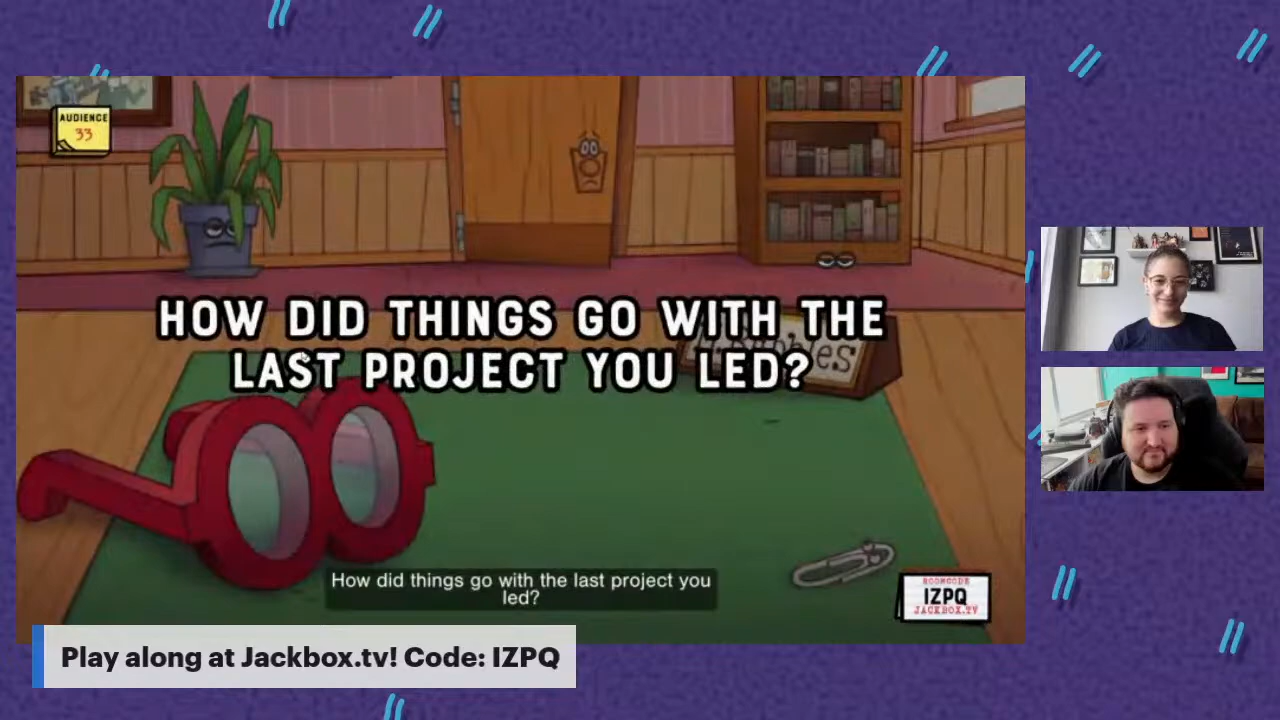 AUDIENCE
33
HOW DID THINGS GO WITH THE
LAST PROJECT YOU LED?
How did things go with the last project you
led?
ROOMCODE
IZPQ
JACKBOX.TV
Play along at Jackbox.tv! Code: IZPQ